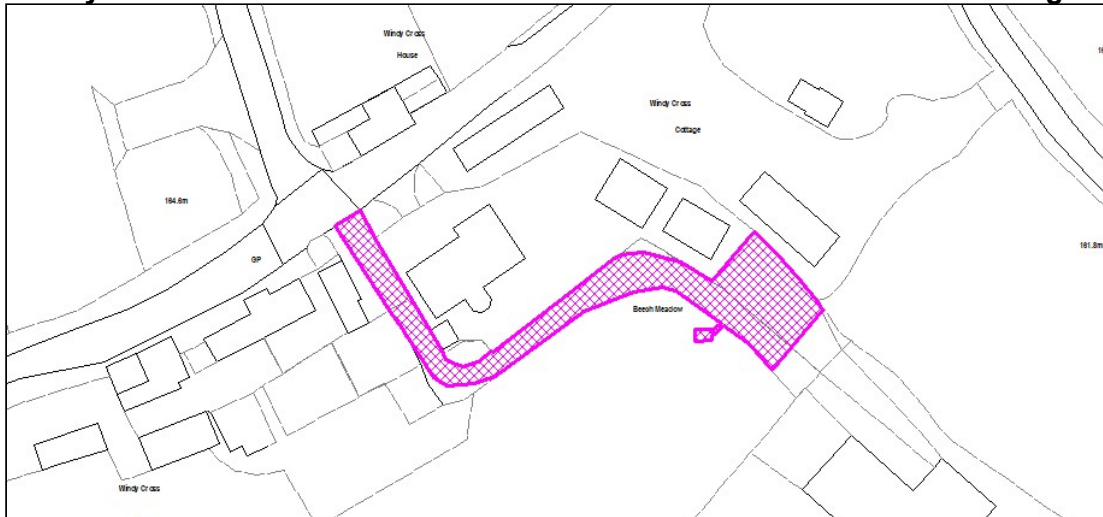 Windy Cross
House
Windy Cross
Cottage
164.6m
GP
161.8m
Beech Meadow
Windy Cross